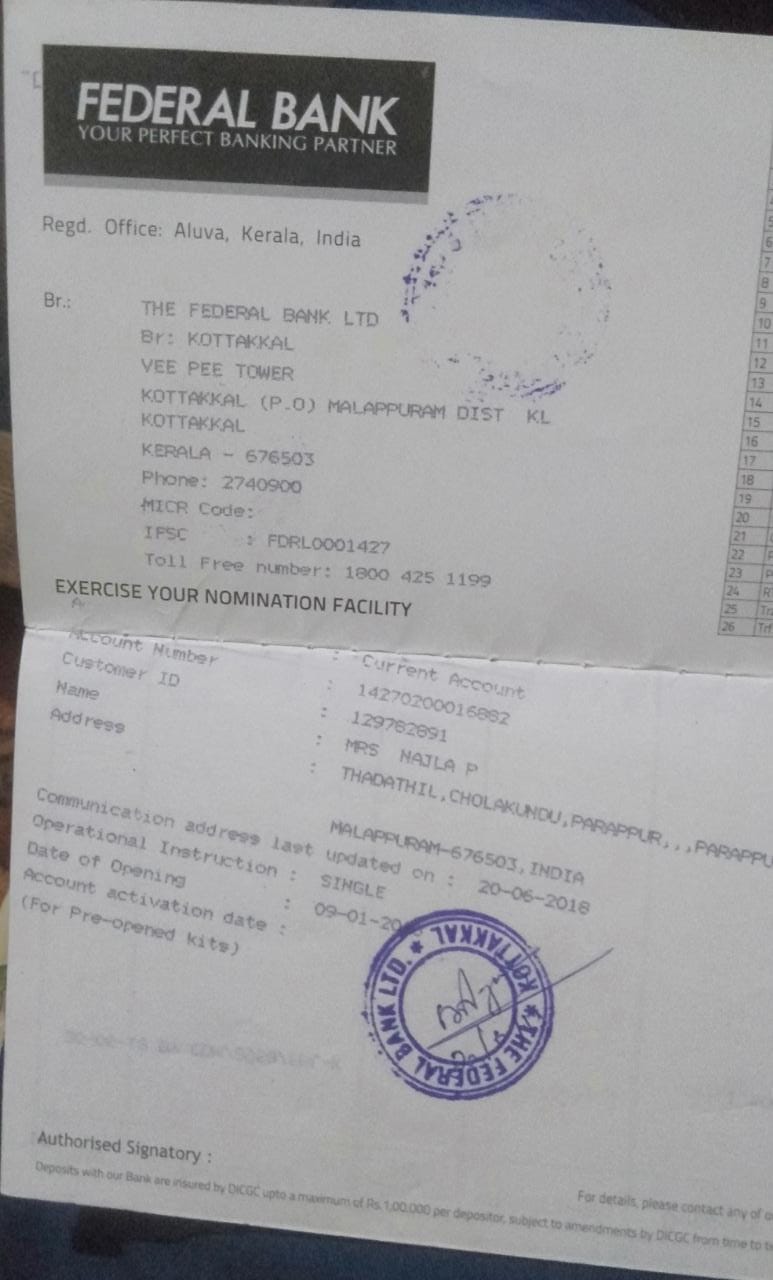 FEDERAL BANK
YOUR PERFECT BANKING PARTNER
Regd. Office: Aluva, Kerala, India
Br.: THE FEDERAL BANK LTD
Br: KOTTAKKAL
VEE PEE TOWER
KOTTAKKAL (P.O) MALAPPURAM DIST KL
KOTTAKKAL
KERALA - 676503
Phone: 2740900
MICR Code:
IFSC : FDRL0001427
Toll Free number: 1800 425 1199
EXERCISE YOUR NOMINATION FACILITY
: Current Account
Account Number : 14270200016882
Customer ID : 129782891
Name : MRS NAJLA P
Address : THADATHIL,CHOLAKUNDU,PARAPPUR,,,PARAPPU
MALAPPURAM-676503,INDIA
Communication address last updated on : 20-06-2018
Operational Instruction : SINGLE
Date of Opening : 09-01-20
Account activation date :
(For Pre-opened kits)
THE FEDERAL BANK LTD. * KOTTAKKAL *
Authorised Signatory :
For details, please contact any of o
Deposits with our Bank are insured by DICGC upto a maximum of Rs. 1,00,000 per depositor, subject to amendments by DICGC from time to ti
5
6
7
8
9
10
11
12
13
14
15
16
17
18
19
20
21
22
23
24
25 Tra
26 Trf